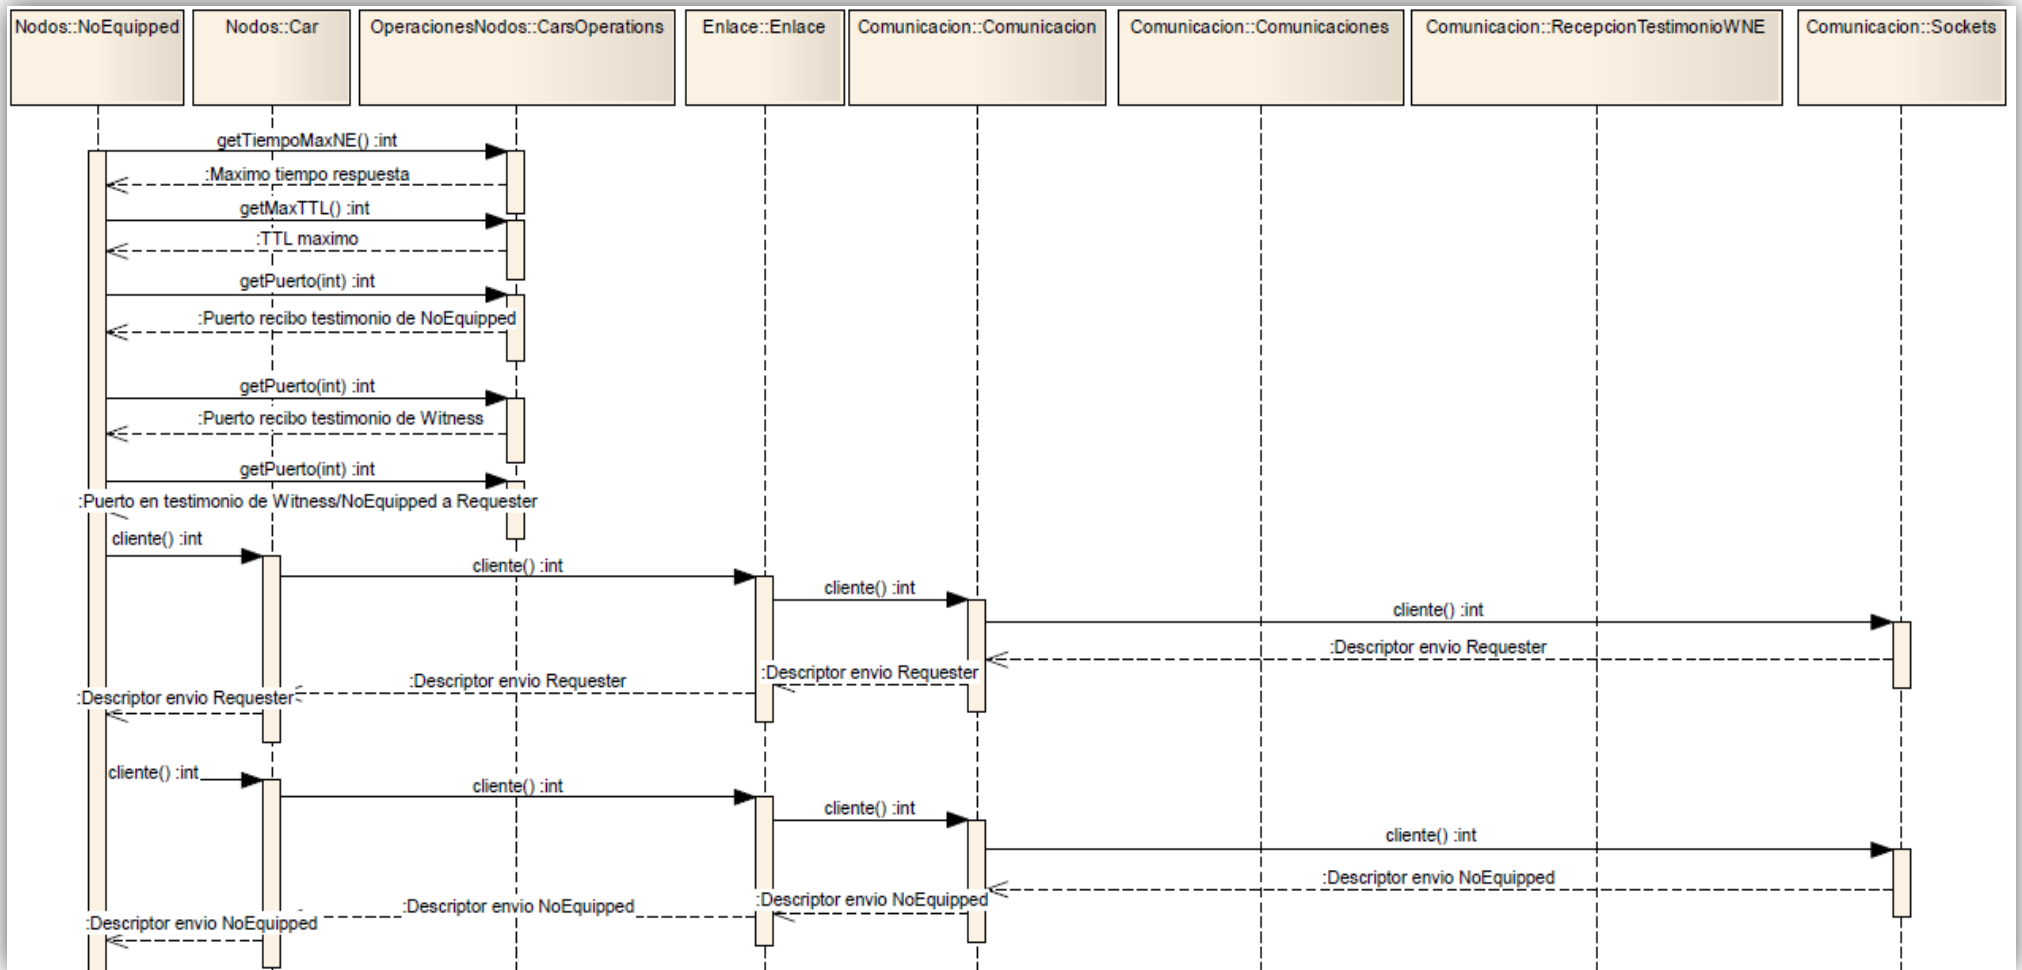 Nodos::NoEquipped
Nodos::Car
OperacionesNodos::CarsOperations
Enlace::Enlace
Comunicacion::Comunicacion
Comunicacion::Comunicaciones
Comunicacion::RecepcionTestimonioWNE
Comunicacion::Sockets
getTiempoMaxNE() :int
:Maximo tiempo respuesta
getMaxTTL() :int
:TTL maximo
getPuerto(int) :int
:Puerto recibo testimonio de NoEquipped
getPuerto(int) :int
:Puerto recibo testimonio de Witness
getPuerto(int) :int
:Puerto en testimonio de Witness/NoEquipped a Requester
cliente() :int
cliente() :int
cliente() :int
cliente() :int
:Descriptor envio Requester
:Descriptor envio Requester
:Descriptor envio Requester
:Descriptor envio Requester
cliente() :int
cliente() :int
cliente() :int
cliente() :int
:Descriptor envio NoEquipped
:Descriptor envio NoEquipped
:Descriptor envio NoEquipped
:Descriptor envio NoEquipped